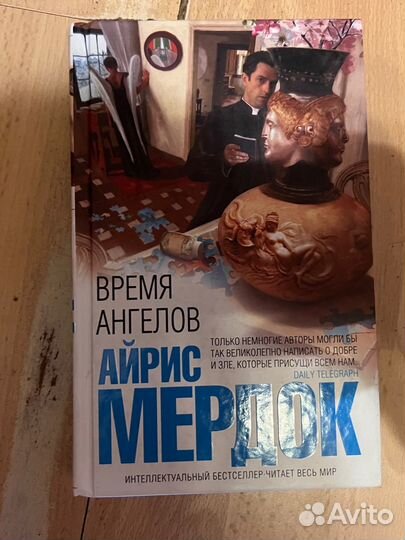 ВРЕМЯ
АНГЕЛОВ
ТОЛЬКО НЕМНОГИЕ АВТОРЫ МОГЛИ БЫ
ТАК ВЕЛИКОЛЕПНО НАПИСАТЬ О ДОБРЕ
И ЗЛЕ, КОТОРЫЕ ПРИСУЩИ ВСЕМ НАМ.
DAILY TELEGRAPH
АЙРИС
МЕРДОК
ИНТЕЛЛЕКТУАЛЬНЫЙ БЕСТСЕЛЛЕР-ЧИТАЕТ ВЕСЬ МИР
Avito